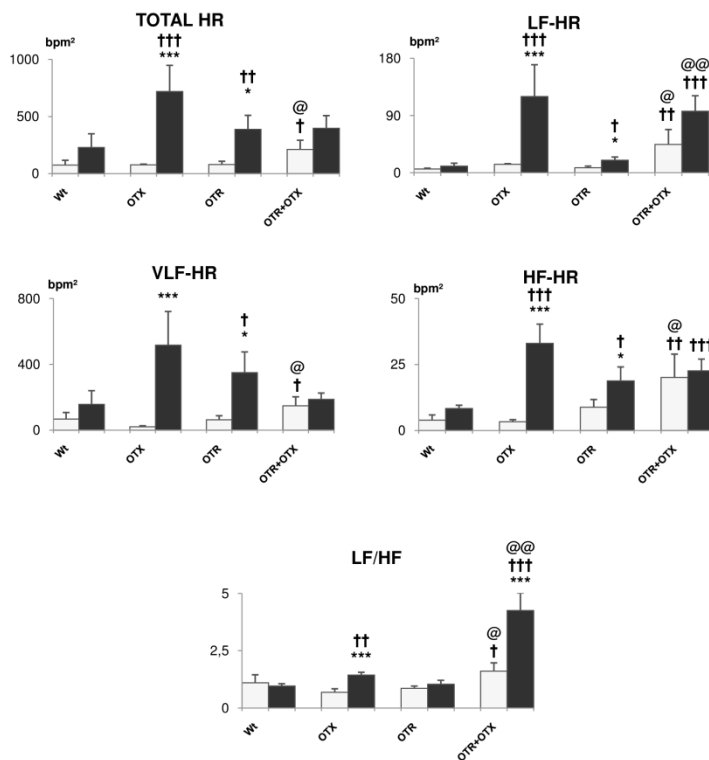 TOTAL HR
bpm²
†††
***
††
*
@
†
1000
500
0
Wt
OTX
OTR
OTR+OTX
LF-HR
bpm²
†††
***
†
*
@
††
@@
†††
180
90
0
Wt
OTX
OTR
OTR+OTX
VLF-HR
bpm²
***
†
*
@
†
800
400
0
Wt
OTX
OTR
OTR+OTX
HF-HR
bpm²
†††
***
†
*
@
††
†††
50
25
0
Wt
OTX
OTR
OTR+OTX
LF/HF
††
***
@
†
@@
†††
***
5
2,5
0
Wt
OTX
OTR
OTR+OTX